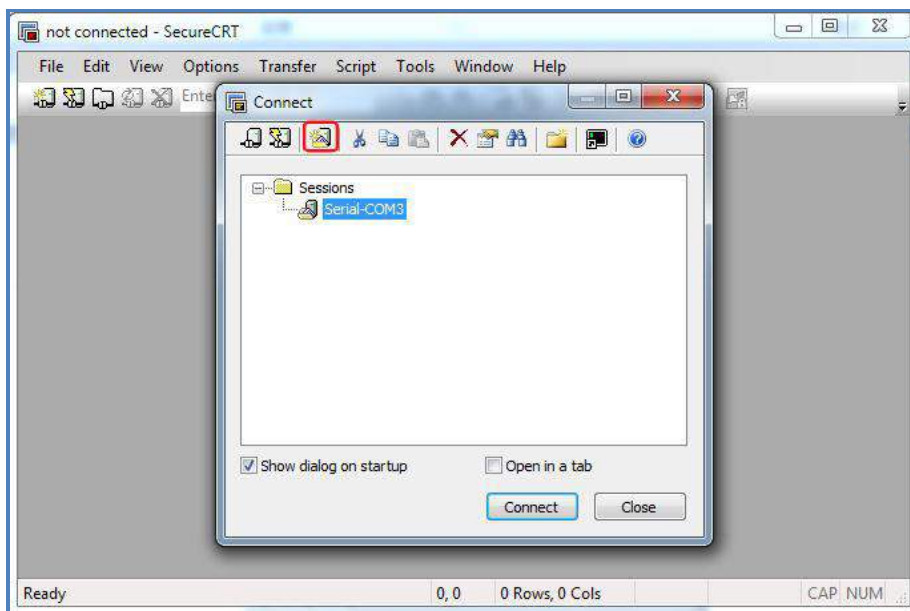 not connected - SecureCRT
File Edit View Options Transfer Script Tools Window Help
Ente
Connect
Sessions
Serial-COM3
Show dialog on startup
Open in a tab
Connect
Close
Ready
0, 0
0 Rows, 0 Cols
CAP NUM